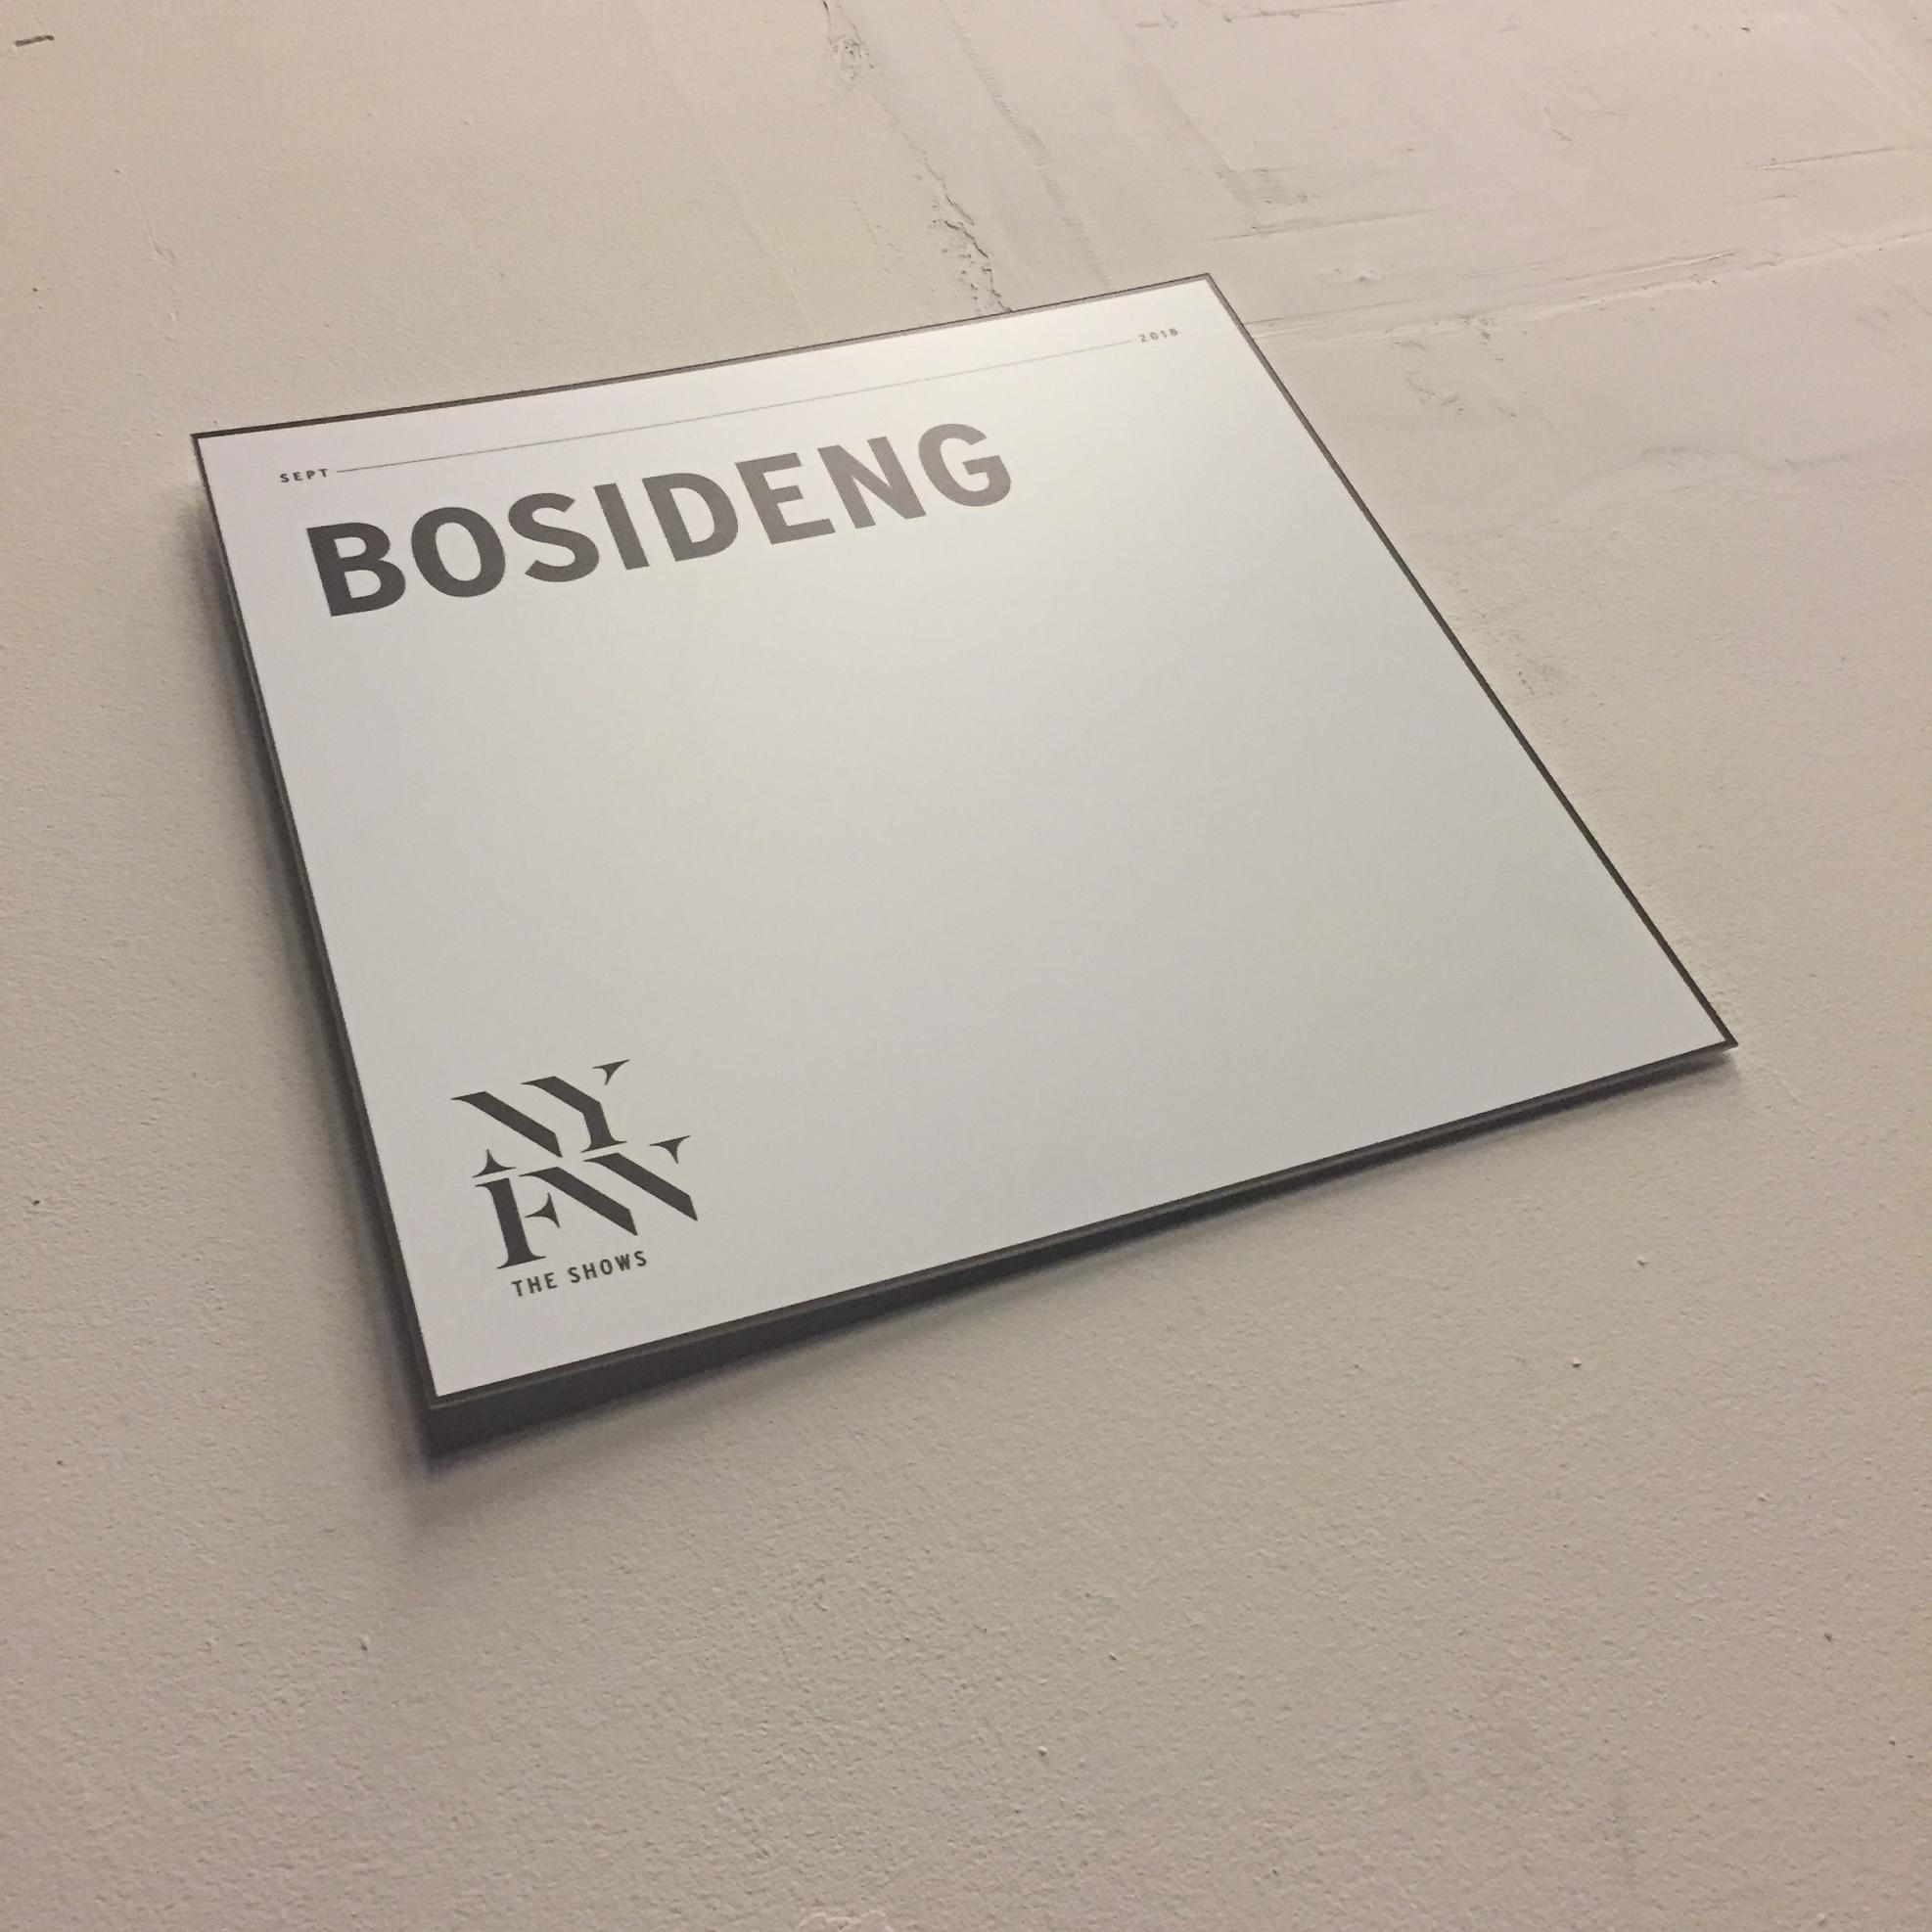 SEPT 2018
BOSIDENG
NY
FW
THE SHOWS